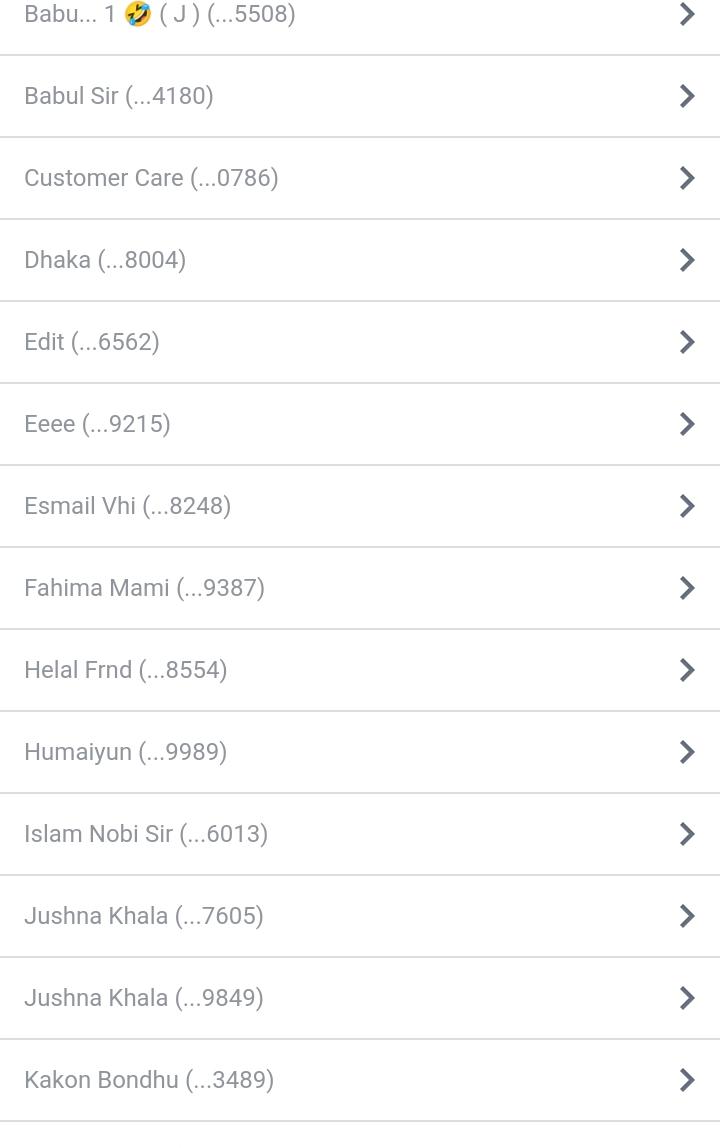 Babu... 1 🤣 ( J ) (...5508)
Babul Sir (...4180)
Customer Care (...0786)
Dhaka (...8004)
Edit (...6562)
Eeee (...9215)
Esmail Vhi (...8248)
Fahima Mami (...9387)
Helal Frnd (...8554)
Humaiyun (...9989)
Islam Nobi Sir (...6013)
Jushna Khala (...7605)
Jushna Khala (...9849)
Kakon Bondhu (...3489)